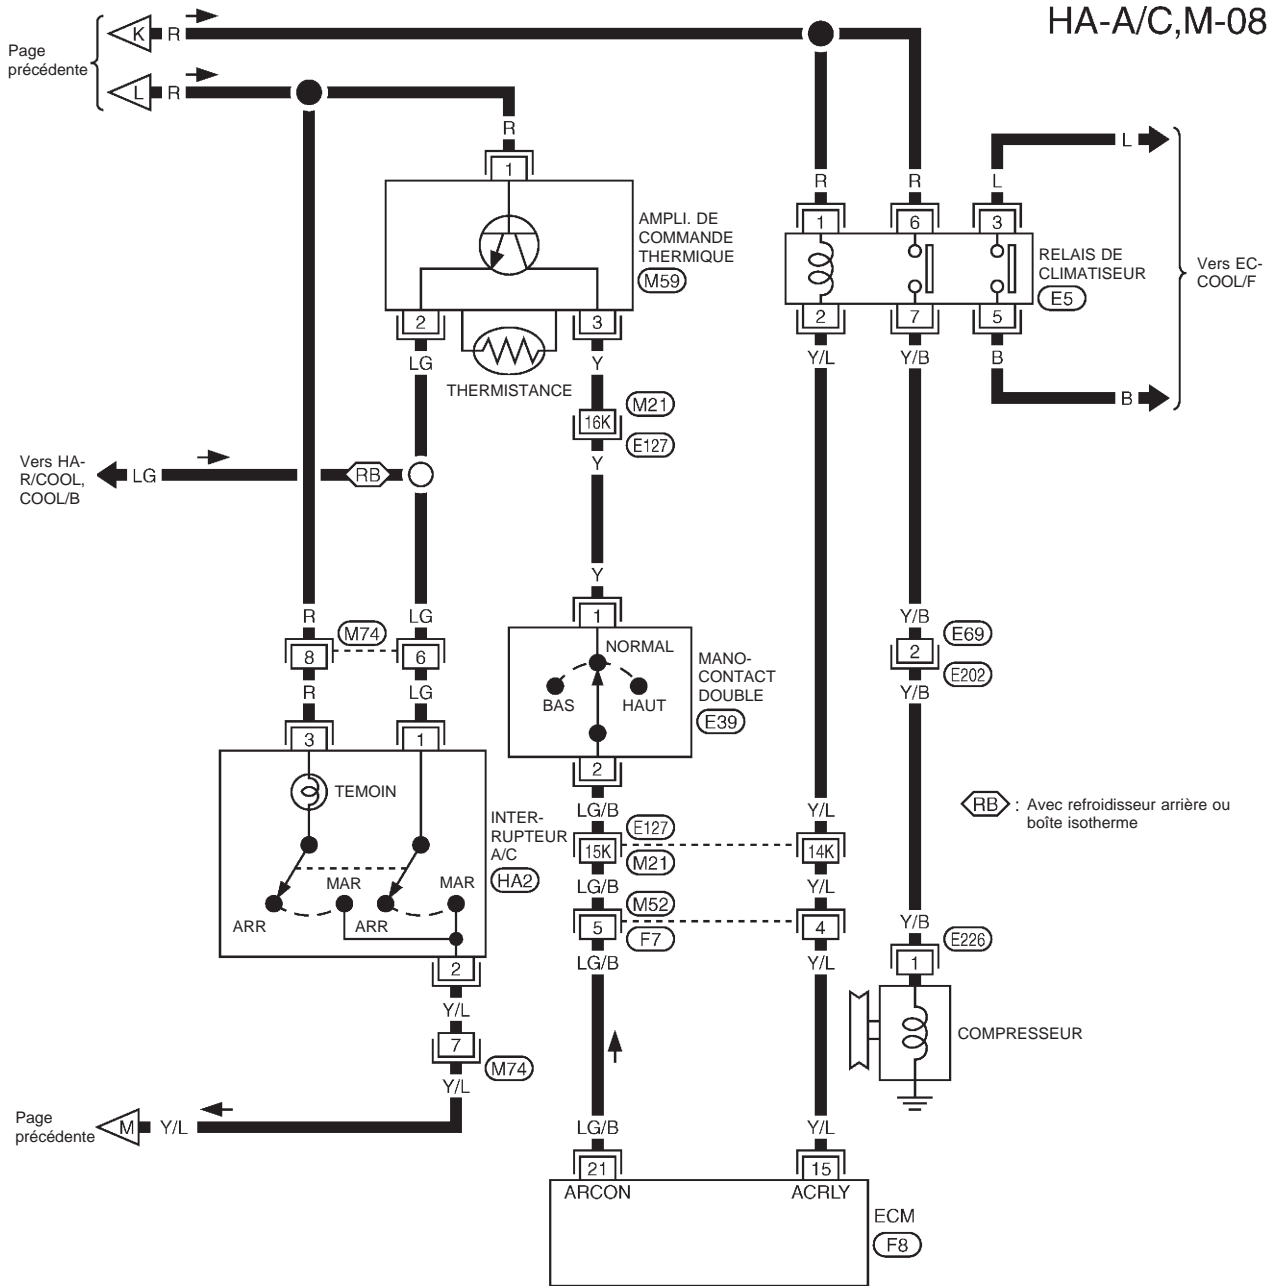 HA-A/C,M-08
Page
précédente
K R
L R
R
1
AMPLI. DE
COMMANDE
THERMIQUE
M59
2
3
LG
Y
THERMISTANCE
16K
M21
E127
Y
Y
R
R
L
L
1
6
3
RELAIS DE
CLIMATISEUR
E5
2
7
5
Y/L
Y/B
B
B
Vers EC-
COOL/F
Vers HA-
R/COOL,
COOL/B
LG
RB
R
LG
8
M74
6
R
LG
3
1
TEMOIN
INTER-
RUPTEUR
A/C
HA2
ARR
MAR
ARR
MAR
2
Y/L
7
M74
Y/L
Page
précédente
M Y/L
1
NORMAL
BAS
HAUT
MANO-
CONTACT
DOUBLE
E39
2
LG/B
Y/L
15K
E127
M21
14K
LG/B
Y/L
5
M52
F7
4
LG/B
Y/L
LG/B
Y/L
21
15
ARCON
ACRLY
ECM
F8
Y/B
2
E69
E202
Y/B
RB : Avec refroidisseur arrière ou
boîte isotherme
Y/B
1
E226
COMPRESSEUR